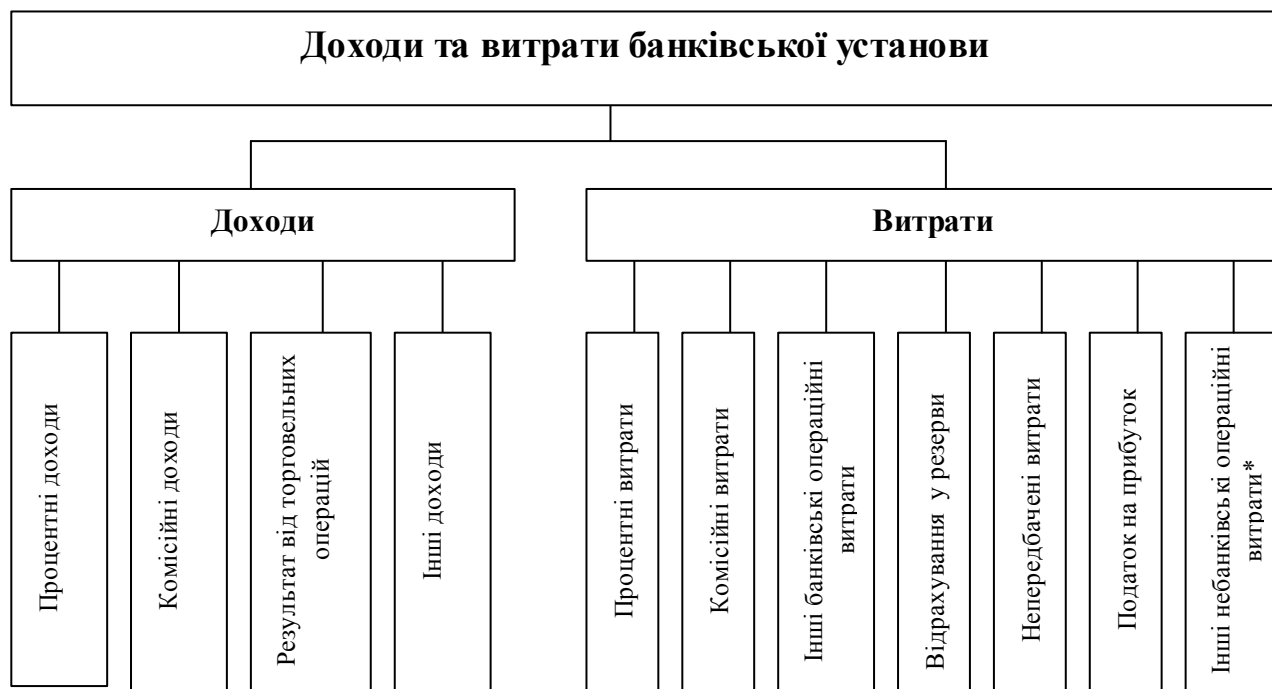 Доходи та витрати банківської установи
Доходи
Витрати
Процентні доходи
Комісійні доходи
Результат від торговельних
операцій
Інші доходи
Процентні витрати
Комісійні витрати
Інші банківські операційні
витрати
Відрахування у резерви
Непередбачені витрати
Податок на прибуток
Інші небанківські операційні
витрати*